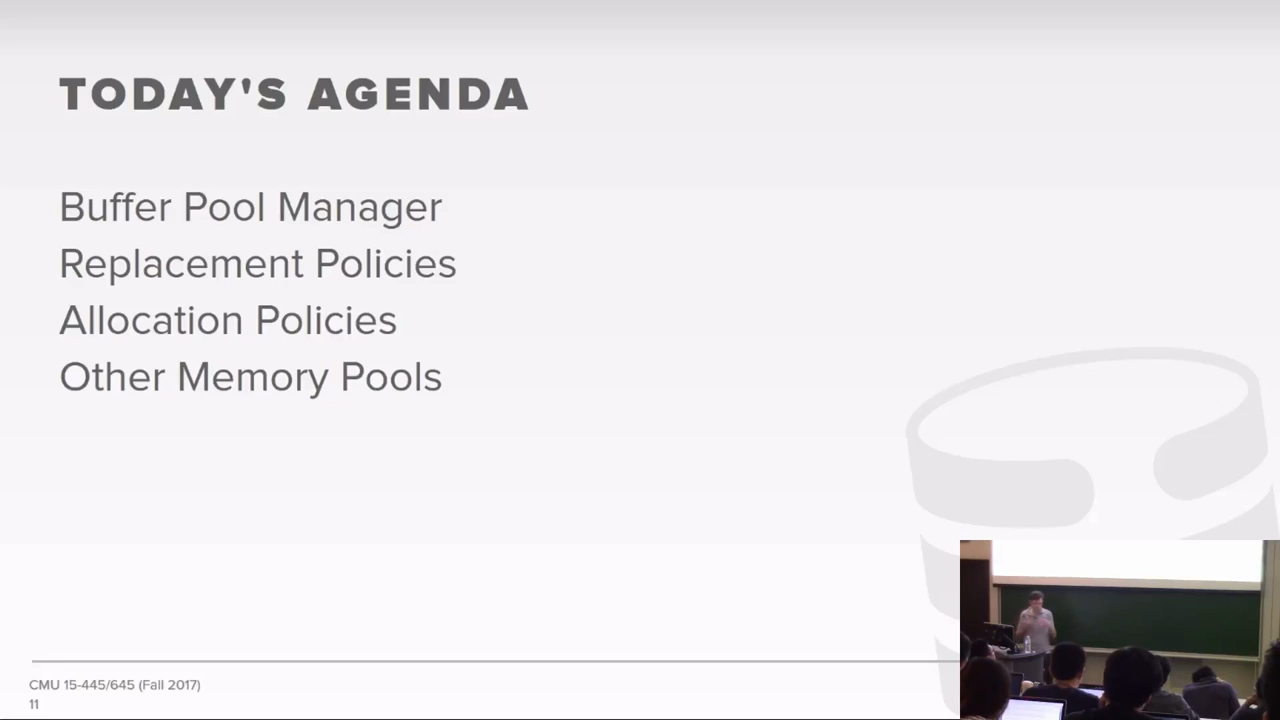 TODAY'S AGENDA
Buffer Pool Manager
Replacement Policies
Allocation Policies
Other Memory Pools
CMU 15-445/645 (Fall 2017)
11